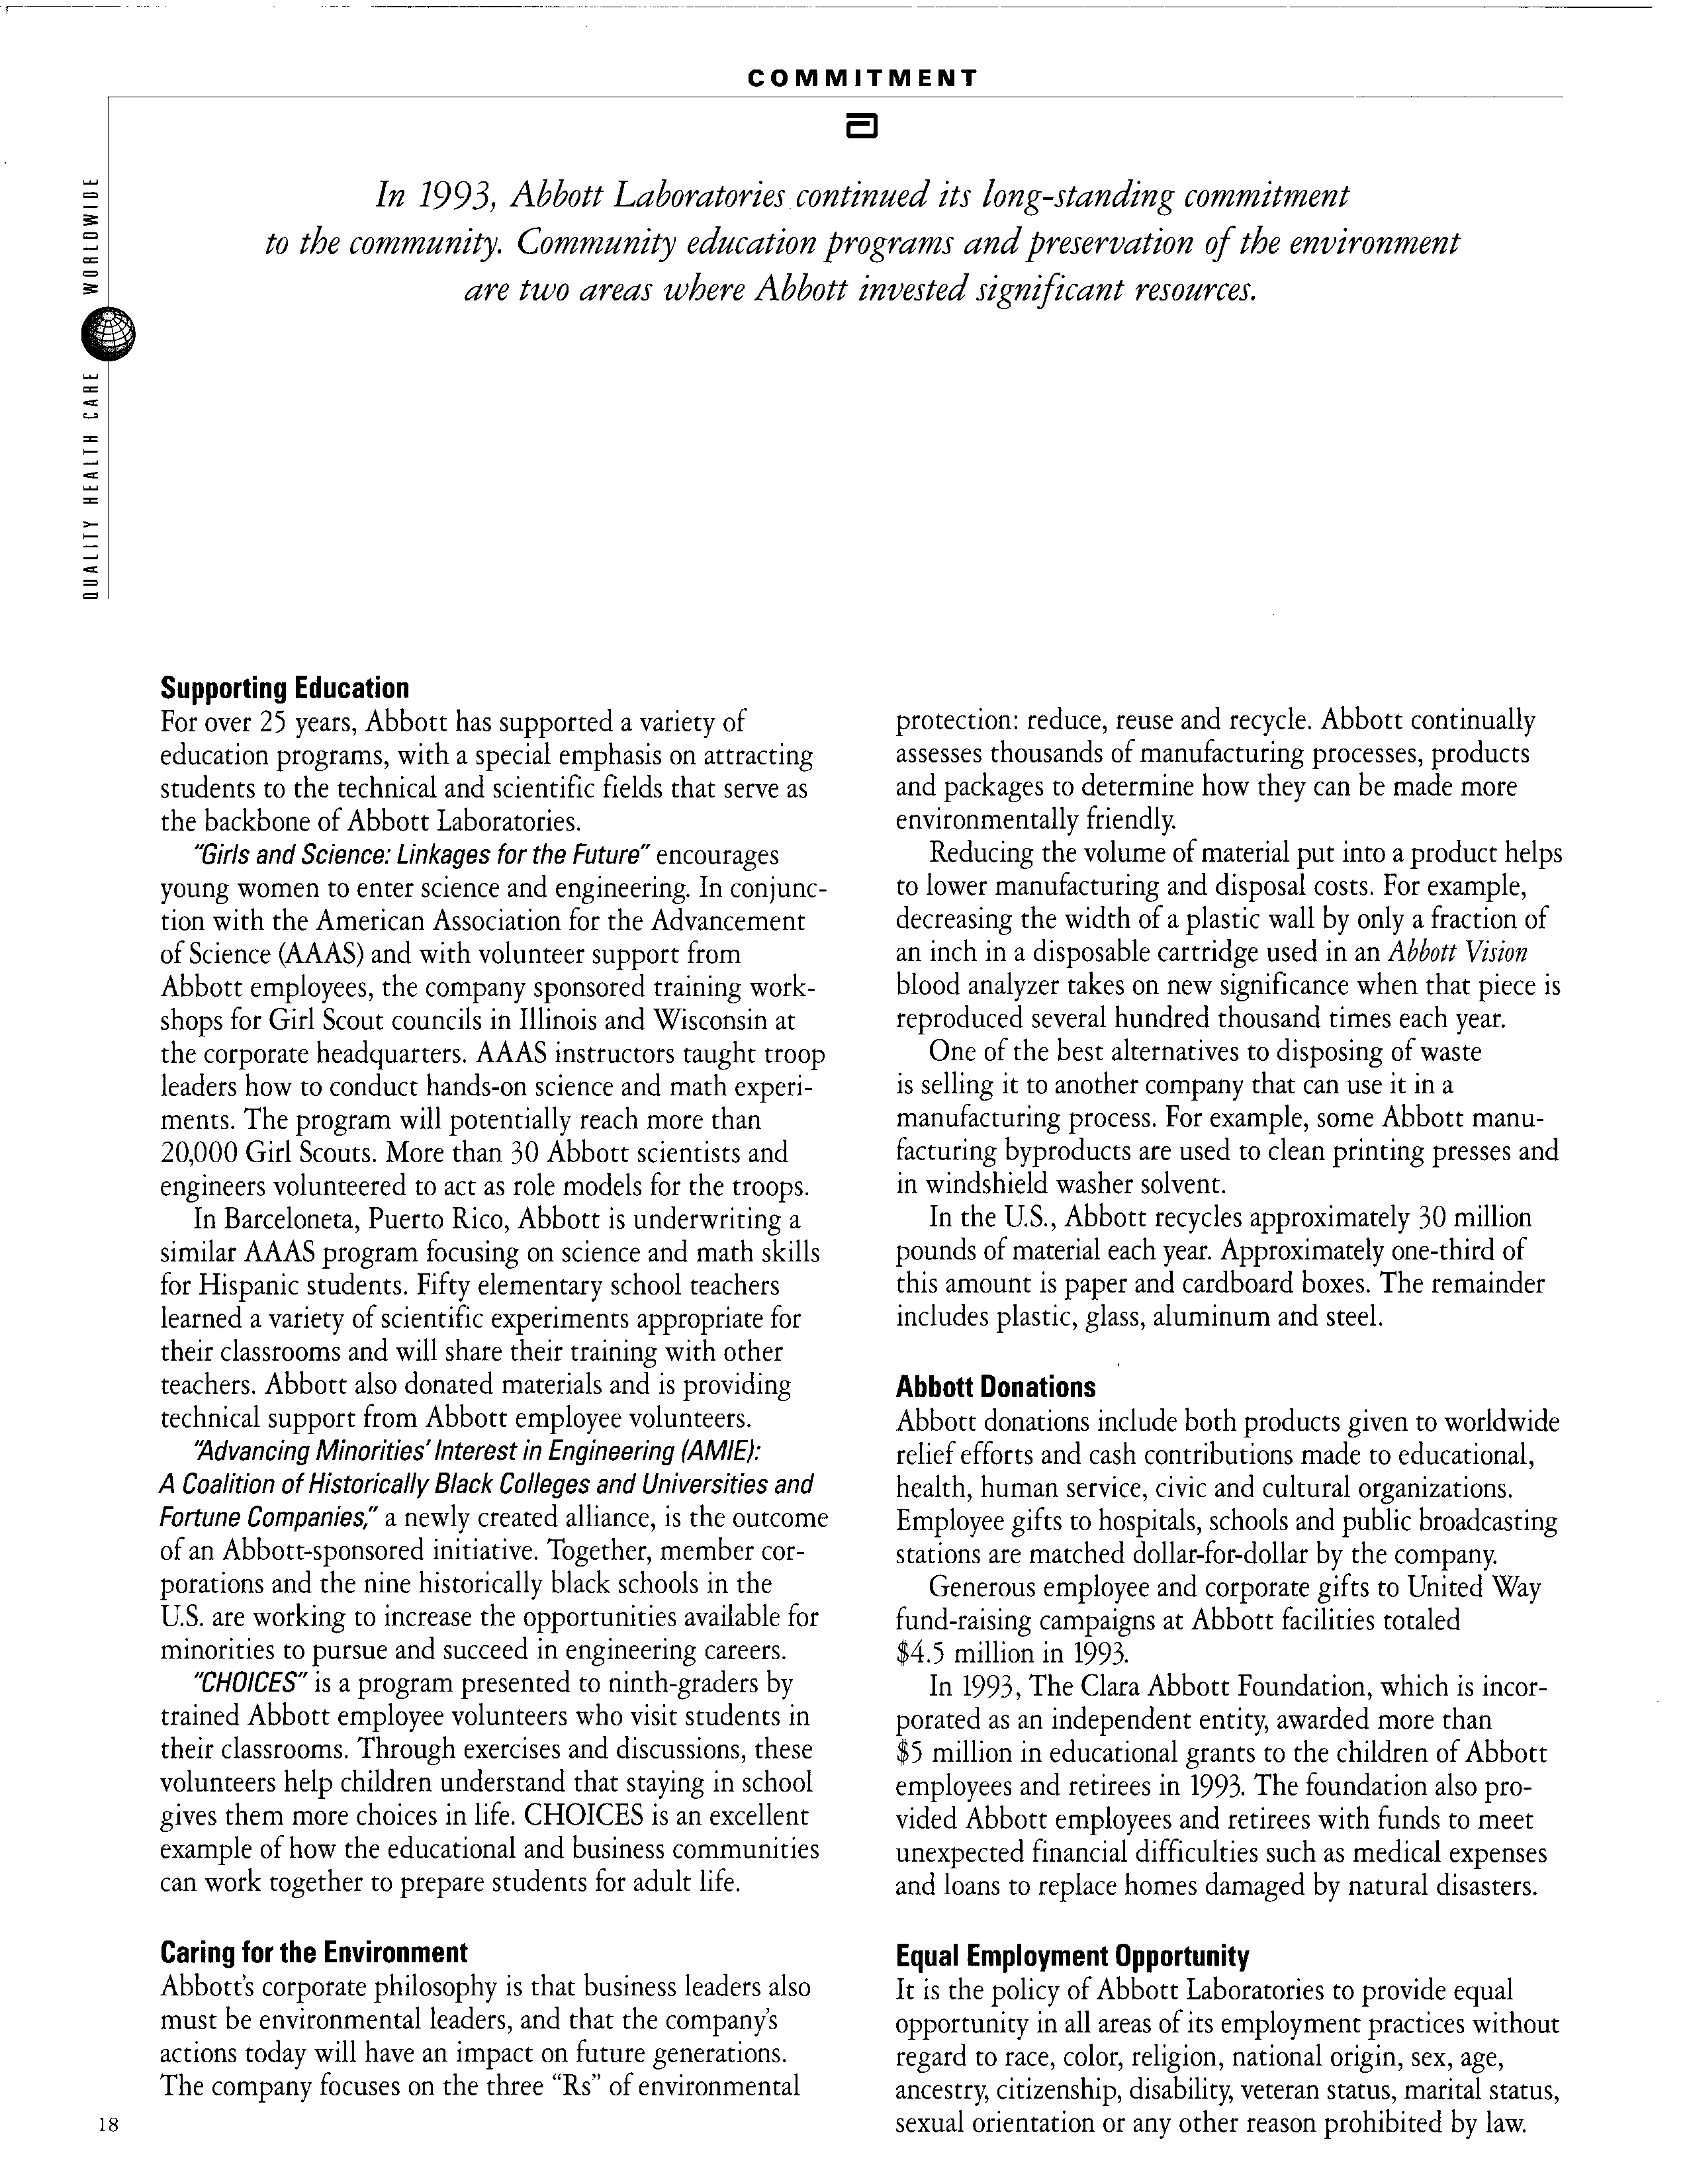 COMMITMENT
In 1993, Abbott Laboratories continued its long-standing commitment
to the community. Community education programs and preservation of the environment
are two areas where Abbott invested significant resources.
QUALITY HEALTH CARE WORLDWIDE
Supporting Education
For over 25 years, Abbott has supported a variety of
education programs, with a special emphasis on attracting
students to the technical and scientific fields that serve as
the backbone of Abbott Laboratories.
"Girls and Science: Linkages for the Future" encourages
young women to enter science and engineering. In conjunc-
tion with the American Association for the Advancement
of Science (AAAS) and with volunteer support from
Abbott employees, the company sponsored training work-
shops for Girl Scout councils in Illinois and Wisconsin at
the corporate headquarters. AAAS instructors taught troop
leaders how to conduct hands-on science and math experi-
ments. The program will potentially reach more than
20,000 Girl Scouts. More than 30 Abbott scientists and
engineers volunteered to act as role models for the troops.
In Barceloneta, Puerto Rico, Abbott is underwriting a
similar AAAS program focusing on science and math skills
for Hispanic students. Fifty elementary school teachers
learned a variety of scientific experiments appropriate for
their classrooms and will share their training with other
teachers. Abbott also donated materials and is providing
technical support from Abbott employee volunteers.
"Advancing Minorities' Interest in Engineering (AMIE):
A Coalition of Historically Black Colleges and Universities and
Fortune Companies," a newly created alliance, is the outcome
of an Abbott-sponsored initiative. Together, member cor-
porations and the nine historically black schools in the
U.S. are working to increase the opportunities available for
minorities to pursue and succeed in engineering careers.
"CHOICES" is a program presented to ninth-graders by
trained Abbott employee volunteers who visit students in
their classrooms. Through exercises and discussions, these
volunteers help children understand that staying in school
gives them more choices in life. CHOICES is an excellent
example of how the educational and business communities
can work together to prepare students for adult life.
Caring for the Environment
Abbott's corporate philosophy is that business leaders also
must be environmental leaders, and that the company's
actions today will have an impact on future generations.
The company focuses on the three “Rs” of environmental
protection: reduce, reuse and recycle. Abbott continually
assesses thousands of manufacturing processes, products
and packages to determine how they can be made more
environmentally friendly.
Reducing the volume of material put into a product helps
to lower manufacturing and disposal costs. For example,
decreasing the width of a plastic wall by only a fraction of
an inch in a disposable cartridge used in an Abbott Vision
blood analyzer takes on new significance when that piece is
reproduced several hundred thousand times each year.
One of the best alternatives to disposing of waste
is selling it to another company that can use it in a
manufacturing process. For example, some Abbott manu-
facturing byproducts are used to clean printing presses and
in windshield washer solvent.
In the U.S., Abbott recycles approximately 30 million
pounds of material each year. Approximately one-third of
this amount is paper and cardboard boxes. The remainder
includes plastic, glass, aluminum and steel.
Abbott Donations
Abbott donations include both products given to worldwide
relief efforts and cash contributions made to educational,
health, human service, civic and cultural organizations.
Employee gifts to hospitals, schools and public broadcasting
stations are matched dollar-for-dollar by the company.
Generous employee and corporate gifts to United Way
fund-raising campaigns at Abbott facilities totaled
$4.5 million in 1993.
In 1993, The Clara Abbott Foundation, which is incor-
porated as an independent entity, awarded more than
$5 million in educational grants to the children of Abbott
employees and retirees in 1993. The foundation also pro-
vided Abbott employees and retirees with funds to meet
unexpected financial difficulties such as medical expenses
and loans to replace homes damaged by natural disasters.
Equal Employment Opportunity
It is the policy of Abbott Laboratories to provide equal
opportunity in all areas of its employment practices without
regard to race, color, religion, national origin, sex, age,
ancestry, citizenship, disability, veteran status, marital status,
sexual orientation or any other reason prohibited by law.
18